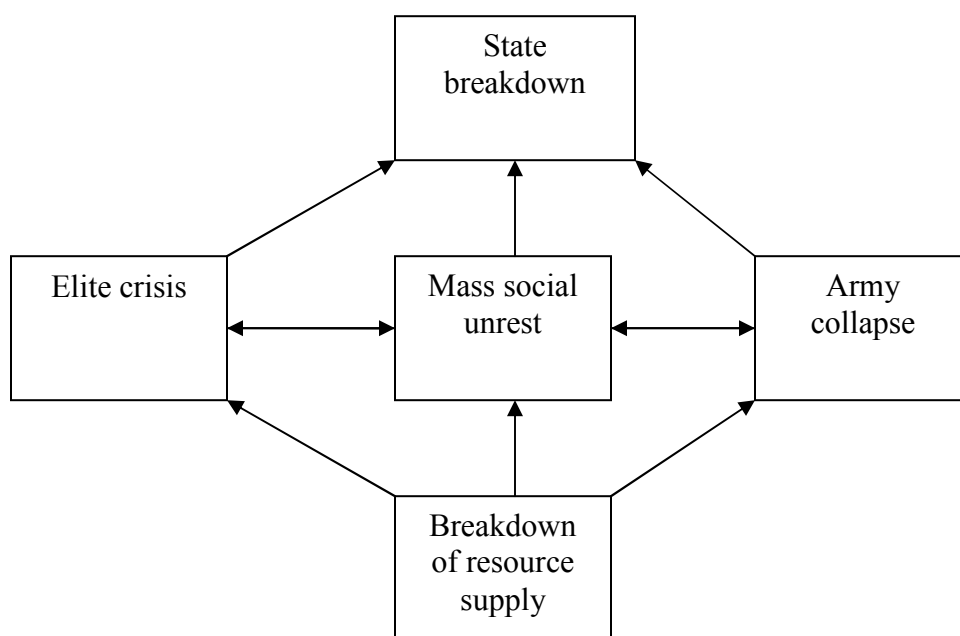 State
breakdown
Elite crisis
Mass social
unrest
Army
collapse
Breakdown
of resource
supply